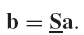 b = Sa.